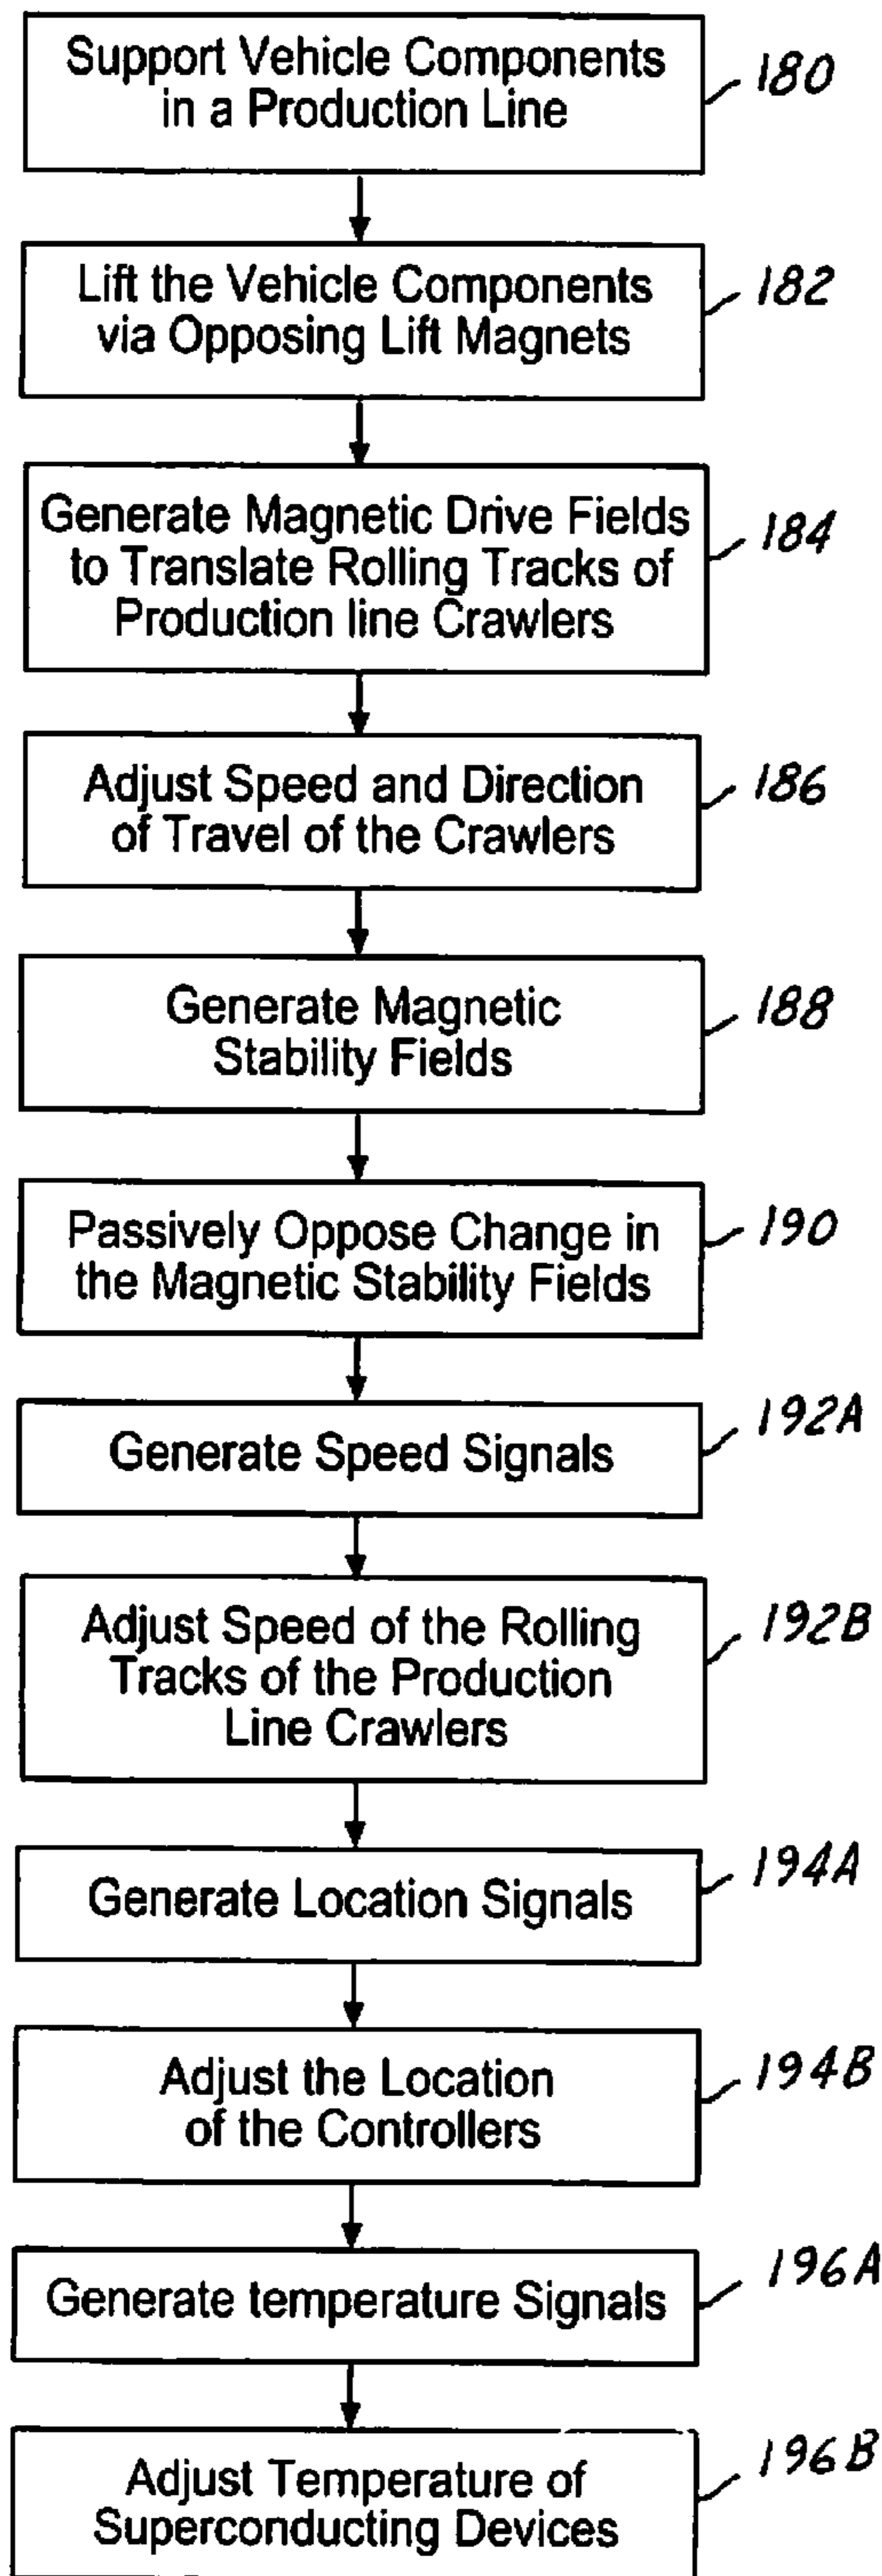 Support Vehicle Components
in a Production Line
180
Lift the Vehicle Components
via Opposing Lift Magnets
182
Generate Magnetic Drive Fields
to Translate Rolling Tracks of
Production line Crawlers
184
Adjust Speed and Direction
of Travel of the Crawlers
186
Generate Magnetic
Stability Fields
188
Passively Oppose Change in
the Magnetic Stability Fields
190
Generate Speed Signals
192A
Adjust Speed of the Rolling
Tracks of the Production
Line Crawlers
192B
Generate Location Signals
194A
Adjust the Location
of the Controllers
194B
Generate temperature Signals
196A
Adjust Temperature of
Superconducting Devices
196B